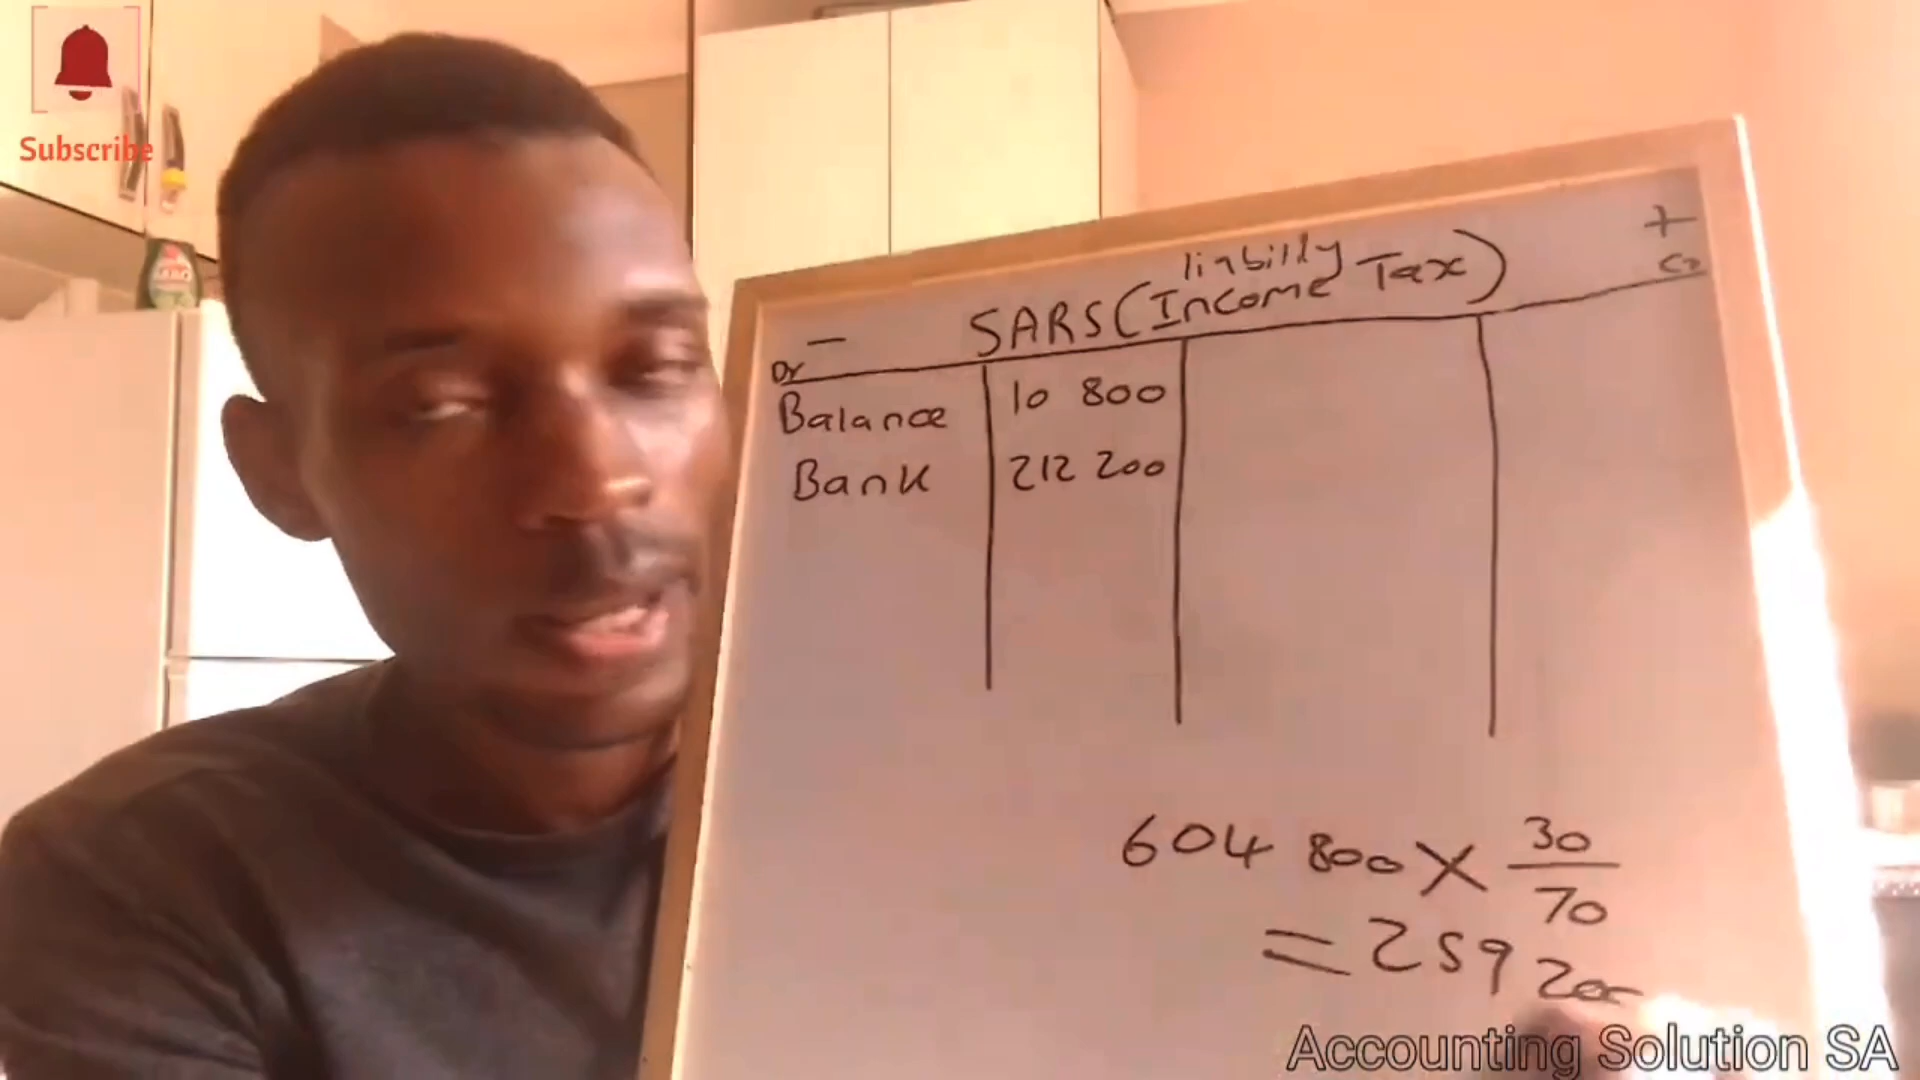 Subscribe
+
liabilly
SARS (Income Tax)
Cr
−
Dr
Balance 10 800
Bank 212 200
604 800 X 30/70
= 259 200
Accounting Solution SA